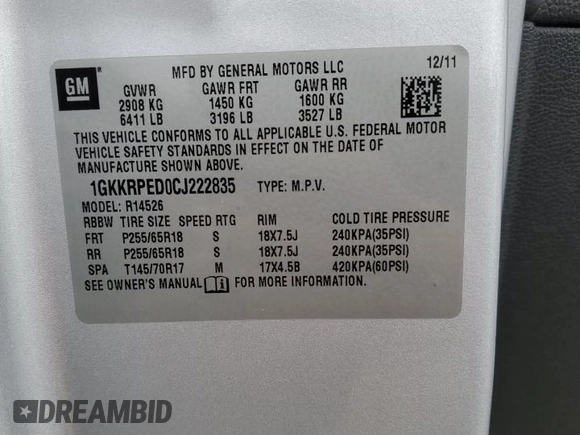 GM
MFD BY GENERAL MOTORS LLC
12/11
GVWR GAWR FRT GAWR RR
2908 KG 1450 KG 1600 KG
6411 LB 3196 LB 3527 LB
THIS VEHICLE CONFORMS TO ALL APPLICABLE U.S. FEDERAL MOTOR
VEHICLE SAFETY STANDARDS IN EFFECT ON THE DATE OF
MANUFACTURE SHOWN ABOVE.
1GKKRPED0CJ222835 TYPE: M.P.V.
MODEL: R14526
RBBW TIRE SIZE SPEED RTG RIM COLD TIRE PRESSURE
FRT P255/65R18 S 18X7.5J 240KPA(35PSI)
RR P255/65R18 S 18X7.5J 240KPA(35PSI)
SPA T145/70R17 M 17X4.5B 420KPA(60PSI)
SEE OWNER'S MANUAL FOR MORE INFORMATION.
DREAMBID